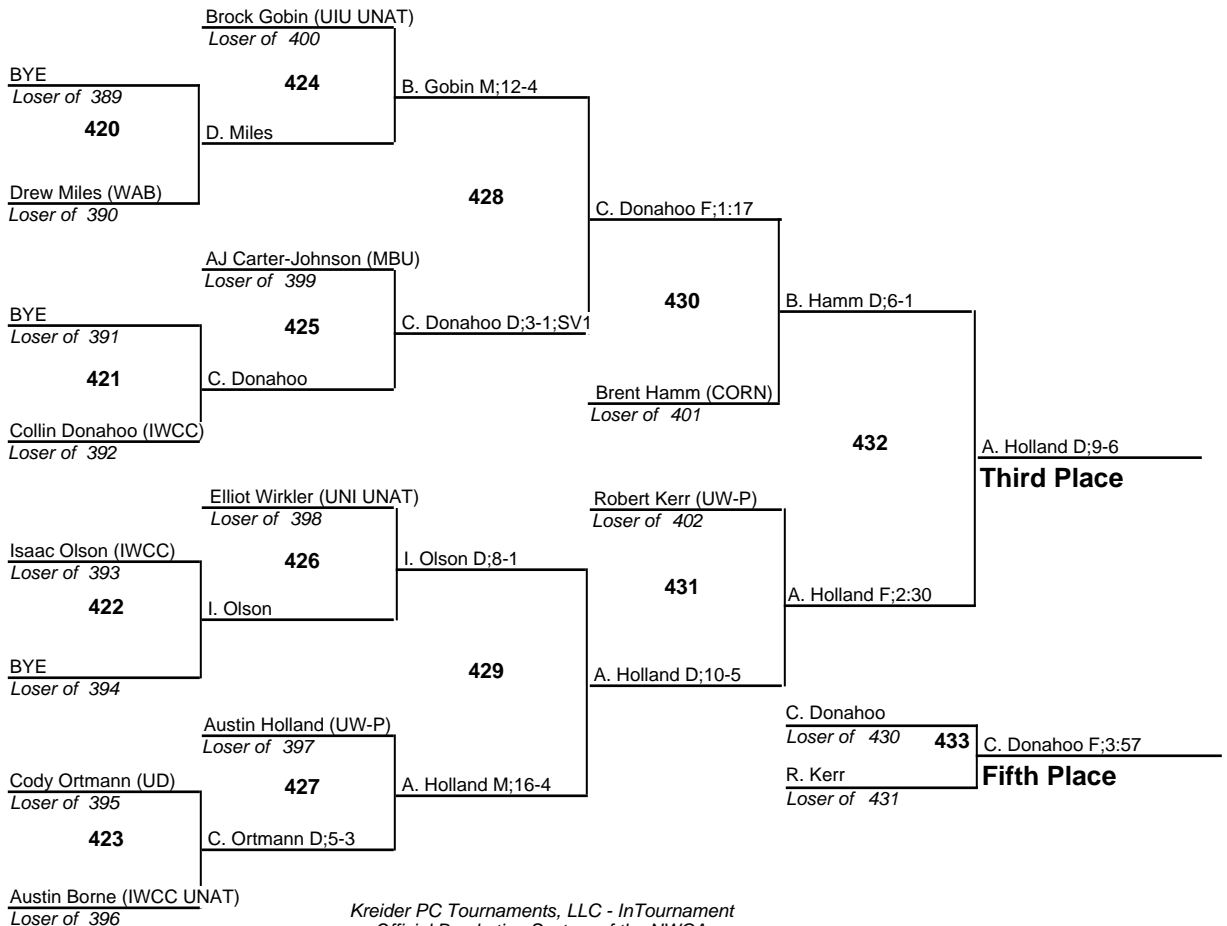 Brock Gobin (UIU UNAT)
Loser of 400
BYE
Loser of 389
424
B. Gobin M;12-4
420
D. Miles
Drew Miles (WAB)
Loser of 390
428
C. Donahoo F;1:17
AJ Carter-Johnson (MBU)
Loser of 399
BYE
Loser of 391
425
C. Donahoo D;3-1;SV1
430
B. Hamm D;6-1
421
C. Donahoo
Brent Hamm (CORN)
Loser of 401
Collin Donahoo (IWCC)
Loser of 392
432
A. Holland D;9-6
Third Place
Elliot Wirkler (UNI UNAT)
Loser of 398
Robert Kerr (UW-P)
Loser of 402
Isaac Olson (IWCC)
Loser of 393
426
I. Olson D;8-1
431
422
I. Olson
A. Holland F;2:30
BYE
Loser of 394
429
A. Holland D;10-5
Austin Holland (UW-P)
Loser of 397
C. Donahoo
Loser of 430
433
C. Donahoo F;3:57
Fifth Place
R. Kerr
Loser of 431
Cody Ortmann (UD)
Loser of 395
427
A. Holland M;16-4
423
C. Ortmann D;5-3
Austin Borne (IWCC UNAT)
Loser of 396
Kreider PC Tournaments, LLC - InTournament